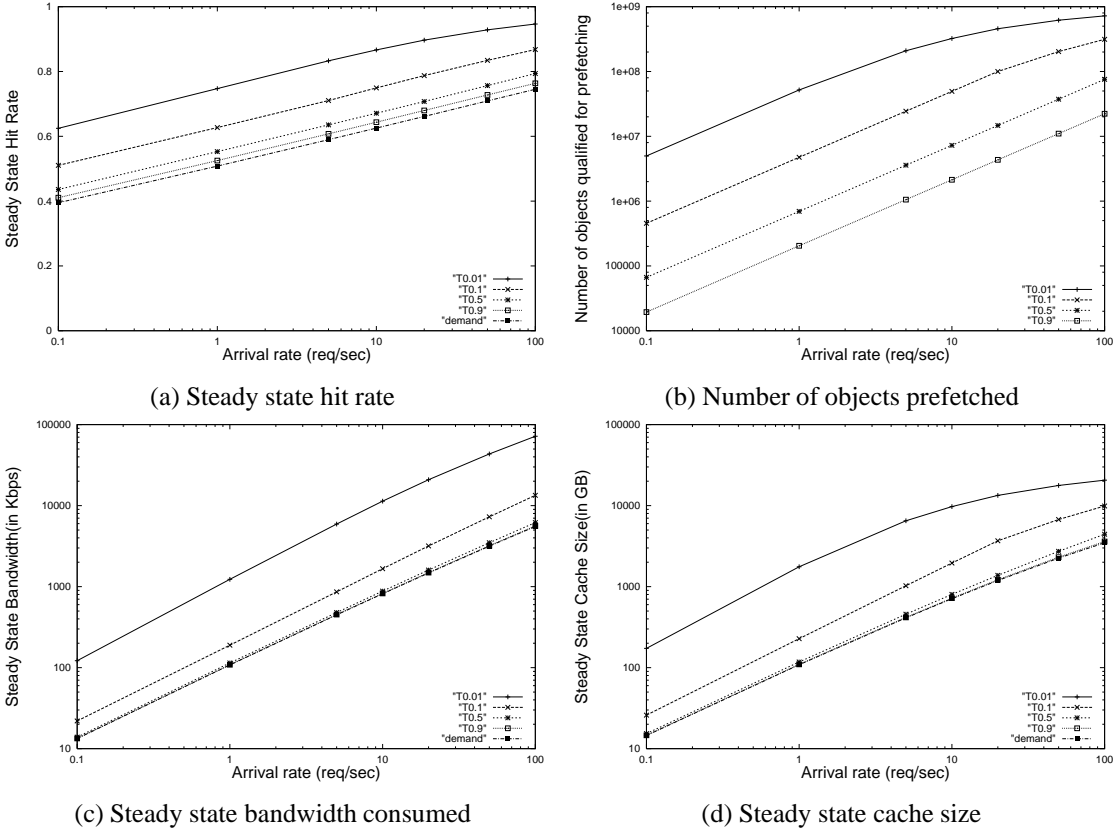 Steady State Hit Rate
1
0.8
0.6
0.4
0.2
0
0.1
1
10
100
Arrival rate (req/sec)
"T0.01"
"T0.1"
"T0.5"
"T0.9"
"demand"
(a) Steady state hit rate
Number of objects qualified for prefetching
1e+09
1e+08
1e+07
1e+06
100000
10000
0.1
1
10
100
Arrival rate (req/sec)
"T0.01"
"T0.1"
"T0.5"
"T0.9"
(b) Number of objects prefetched
Steady State Bandwidth(in Kbps)
100000
10000
1000
100
10
0.1
1
10
100
Arrival rate (req/sec)
"T0.01"
"T0.1"
"T0.5"
"T0.9"
"demand"
(c) Steady state bandwidth consumed
Steady State Cache Size(in GB)
100000
10000
1000
100
10
0.1
1
10
100
Arrival rate (req/sec)
"T0.01"
"T0.1"
"T0.5"
"T0.9"
"demand"
(d) Steady state cache size